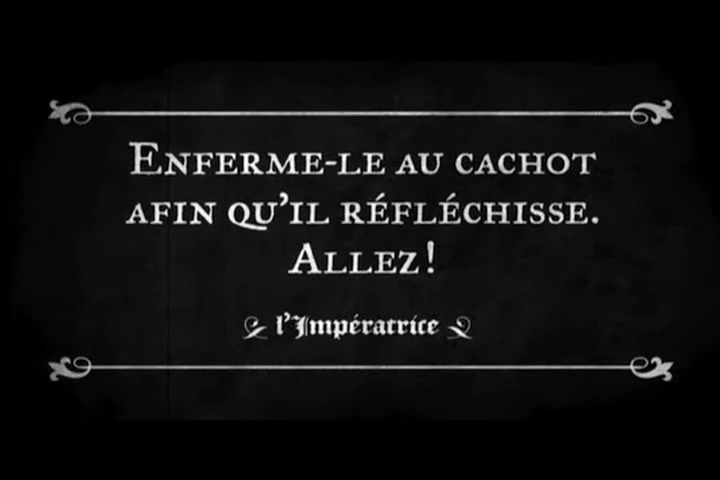 ENFERME-LE AU CACHOT
AFIN QU'IL RÉFLÉCHISSE.
ALLEZ!
l'Impératrice